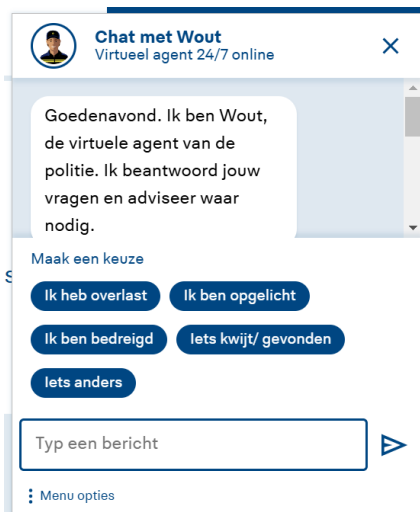 Chat met Wout
Virtueel agent 24/7 online
Goedenavond. Ik ben Wout,
de virtuele agent van de
politie. Ik beantwoord jouw
vragen en adviseer waar
nodig.
Maak een keuze
Ik heb overlast
Ik ben opgelicht
Ik ben bedreigd
Iets kwijt/ gevonden
Iets anders
Typ een bericht
Menu opties